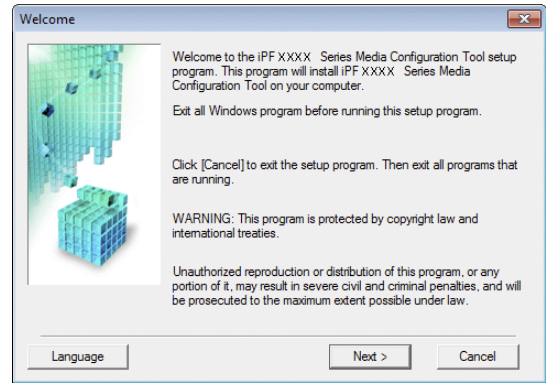 Welcome
Welcome to the iPF XXXX Series Media Configuration Tool setup
program. This program will install iPF XXXX Series Media
Configuration Tool on your computer.
Exit all Windows program before running this setup program.
Click [Cancel] to exit the setup program. Then exit all programs that
are running.
WARNING: This program is protected by copyright law and
international treaties.
Unauthorized reproduction or distribution of this program, or any
portion of it, may result in severe civil and criminal penalties, and will
be prosecuted to the maximum extent possible under law.
Language
Next >
Cancel